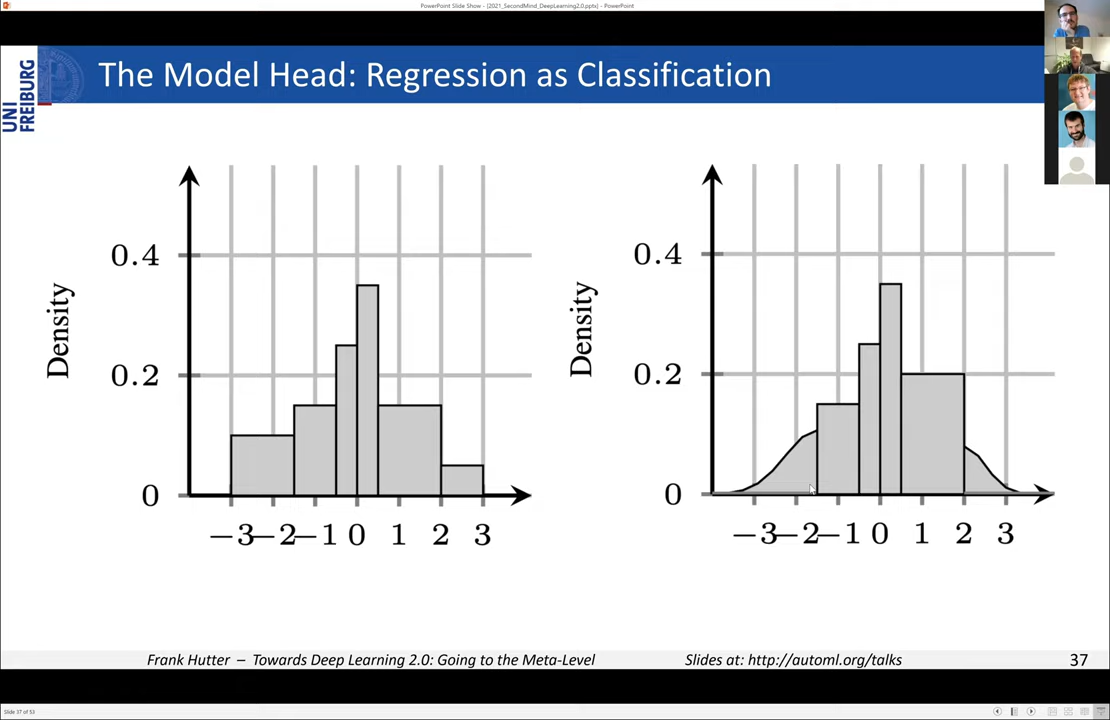 PowerPoint Slide Show - [2021_SecondMind_DeepLearning2.0.pptx] - PowerPoint
UNI
FREIBURG
The Model Head: Regression as Classification
Density
0.4
0.2
0
−3 −2 −1 0 1 2 3
Density
0.4
0.2
0
−3 −2 −1 0 1 2 3
Frank Hutter – Towards Deep Learning 2.0: Going to the Meta-Level
Slides at: http://automl.org/talks
37
Slide 37 of 53